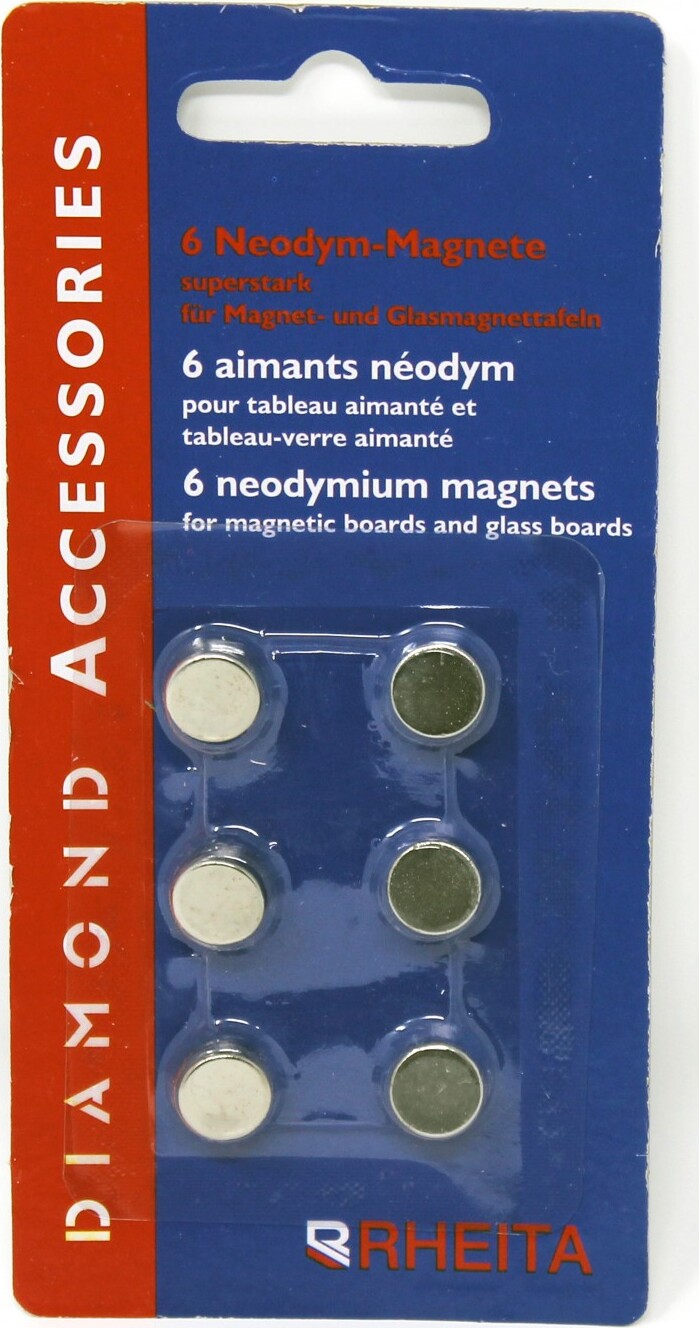 DIAMOND ACCESSORIES
6 Neodym-Magnete
superstark
für Magnet- und Glasmagnettafeln
6 aimants néodym
pour tableau aimanté et
tableau-verre aimanté
6 neodymium magnets
for magnetic boards and glass boards
RHEITA